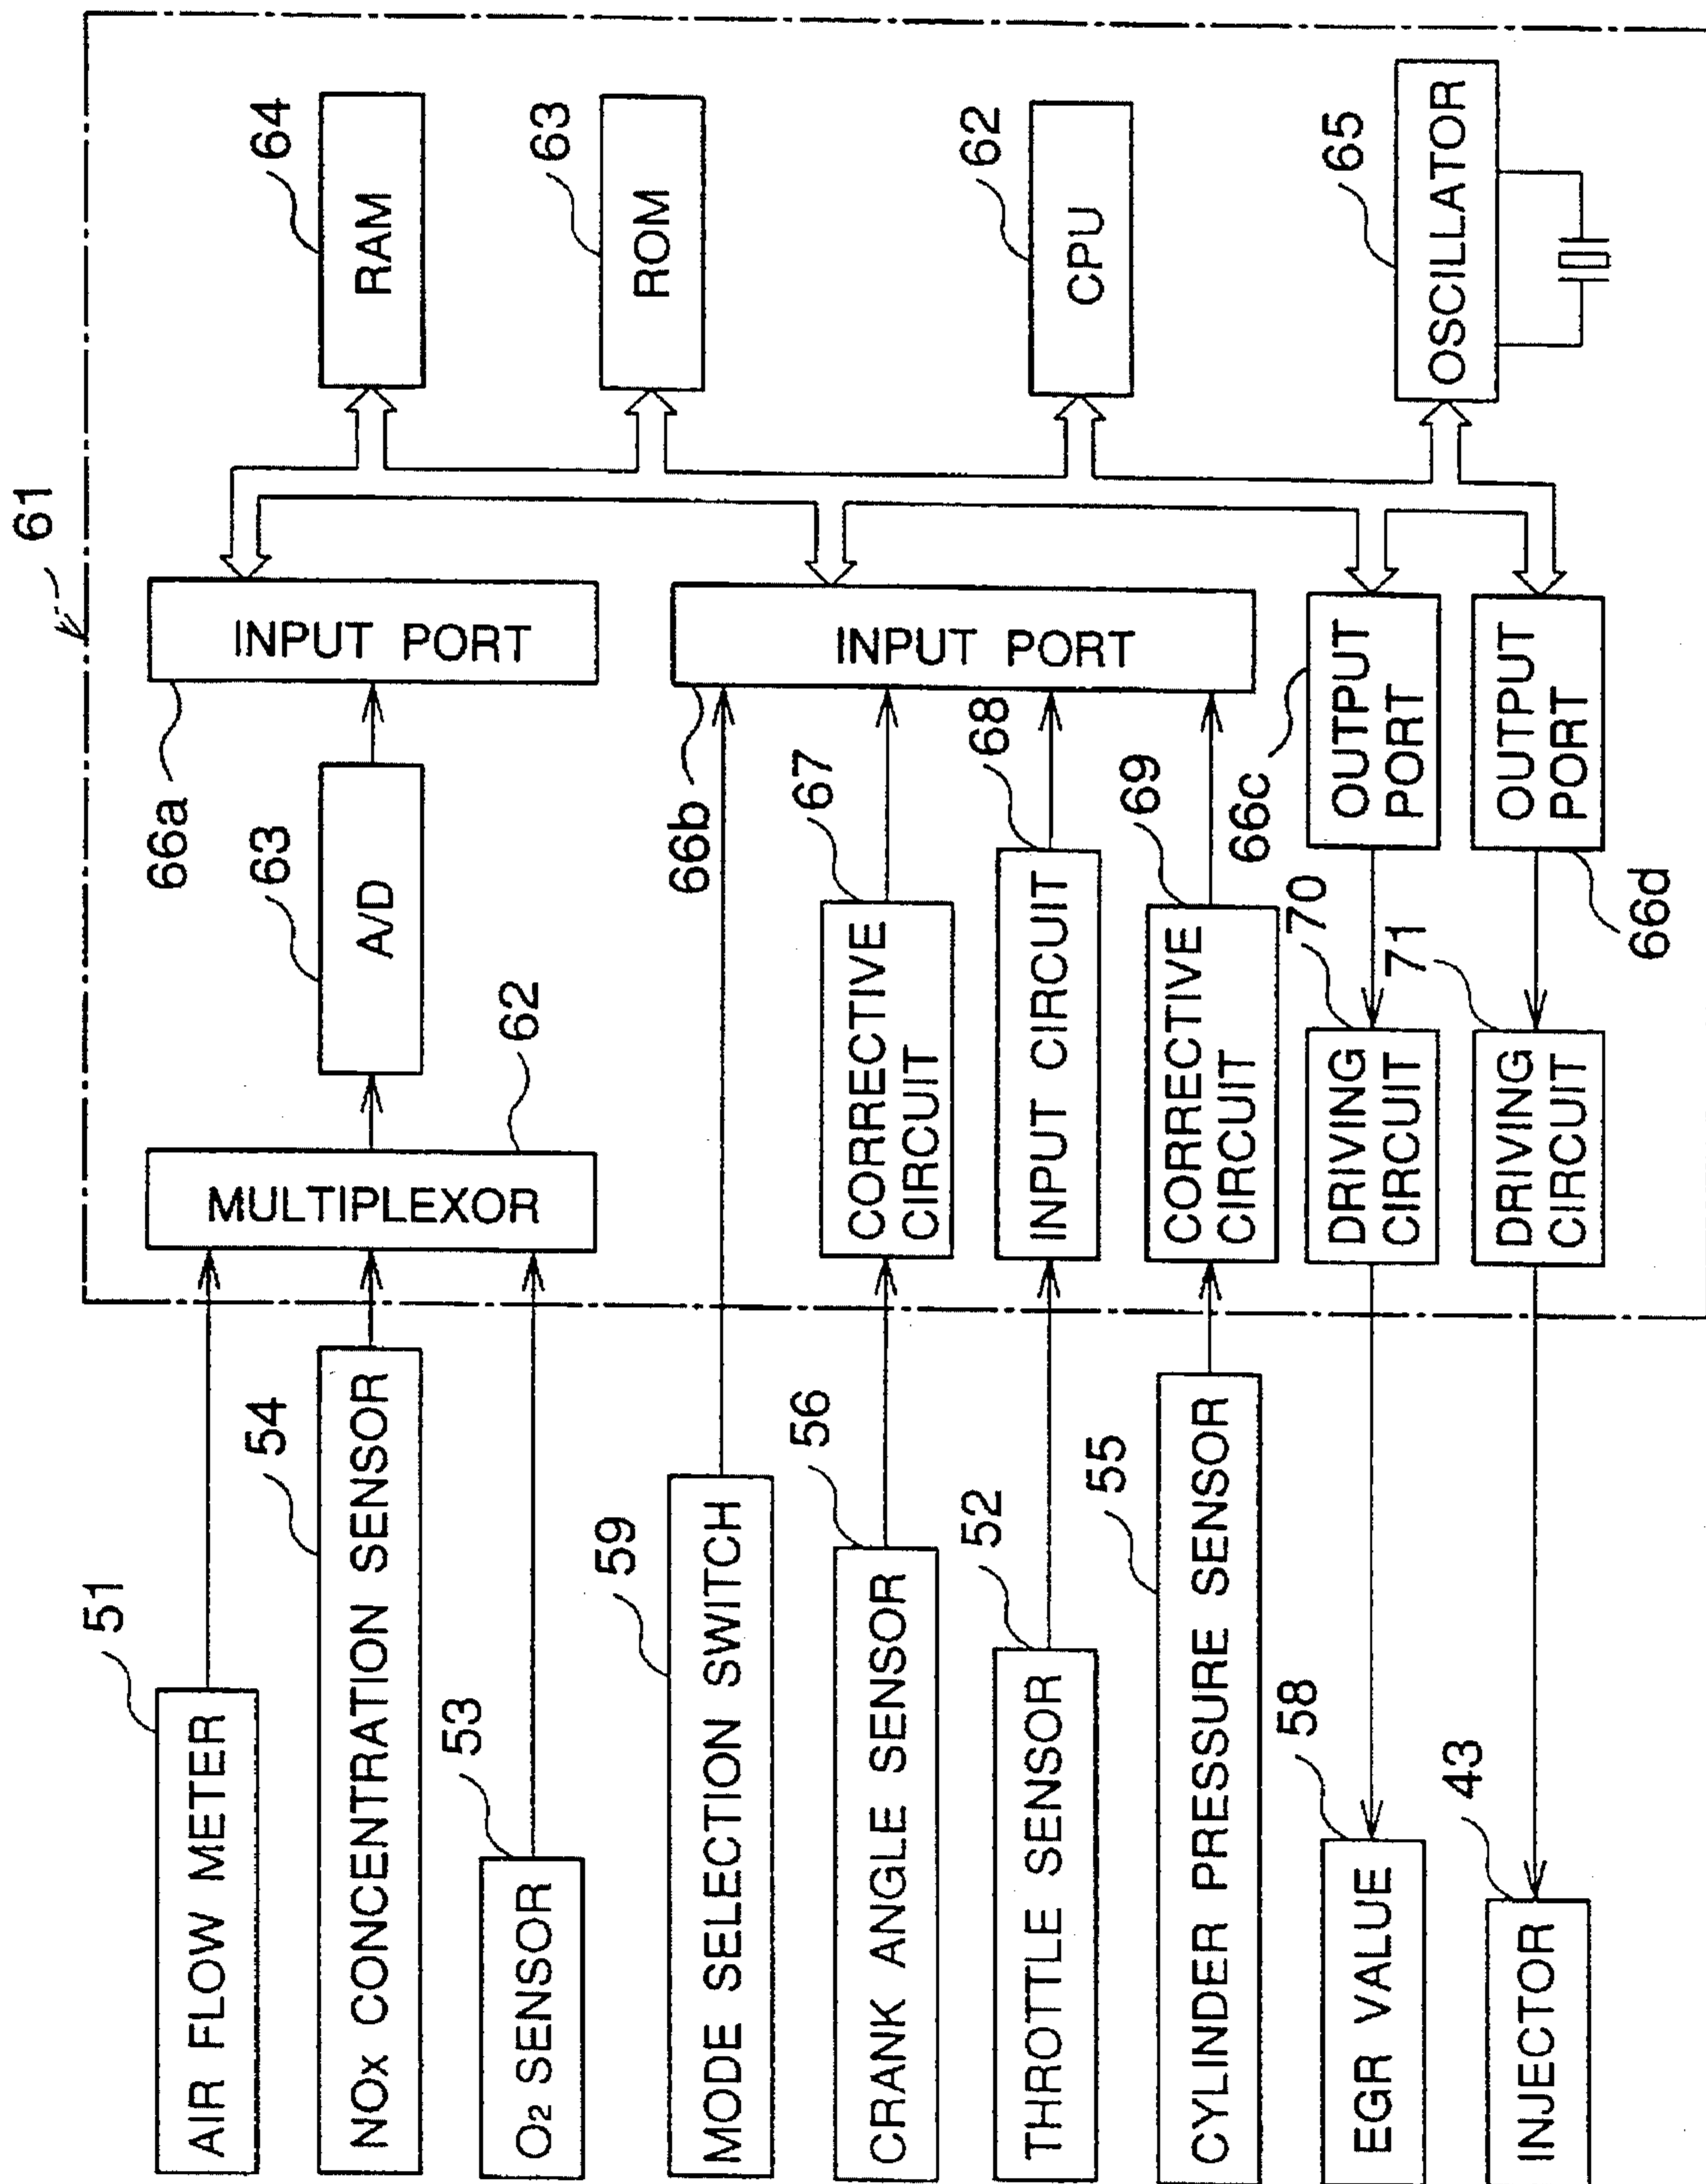 61
51
AIR FLOW METER
54
NOx CONCENTRATION SENSOR
53
O2 SENSOR
MULTIPLEXOR
62
A/D
63
INPUT PORT
66a
RAM
64
ROM
63
CPU
62
OSCILLATOR
65
59
MODE SELECTION SWITCH
INPUT PORT
66b
56
CRANK ANGLE SENSOR
CORRECTIVE
CIRCUIT
67
52
THROTTLE SENSOR
INPUT CIRCUIT
68
55
CYLINDER PRESSURE SENSOR
CORRECTIVE
CIRCUIT
69
58
EGR VALUE
DRIVING
CIRCUIT
70
OUTPUT
PORT
66c
43
INJECTOR
DRIVING
CIRCUIT
71
OUTPUT
PORT
66d